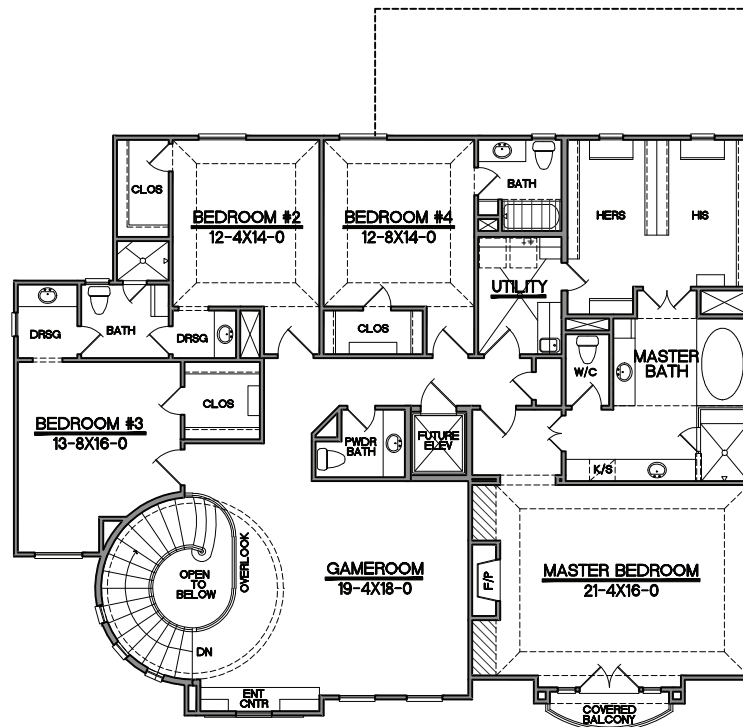 CLOS
BEDROOM #2
12-4X14-0
BEDROOM #4
12-8X14-0
BATH
HERS
HIS
UTILITY
DRSG
BATH
DRSG
CLOS
W/C
MASTER
BATH
BEDROOM #3
13-8X16-0
CLOS
PWDR
BATH
FUTURE
ELEV
K/S
OPEN
TO
BELOW
OVERLOOK
GAMEROOM
19-4X18-0
F/P
MASTER BEDROOM
21-4X16-0
DN
ENT
CNTR
COVERED
BALCONY